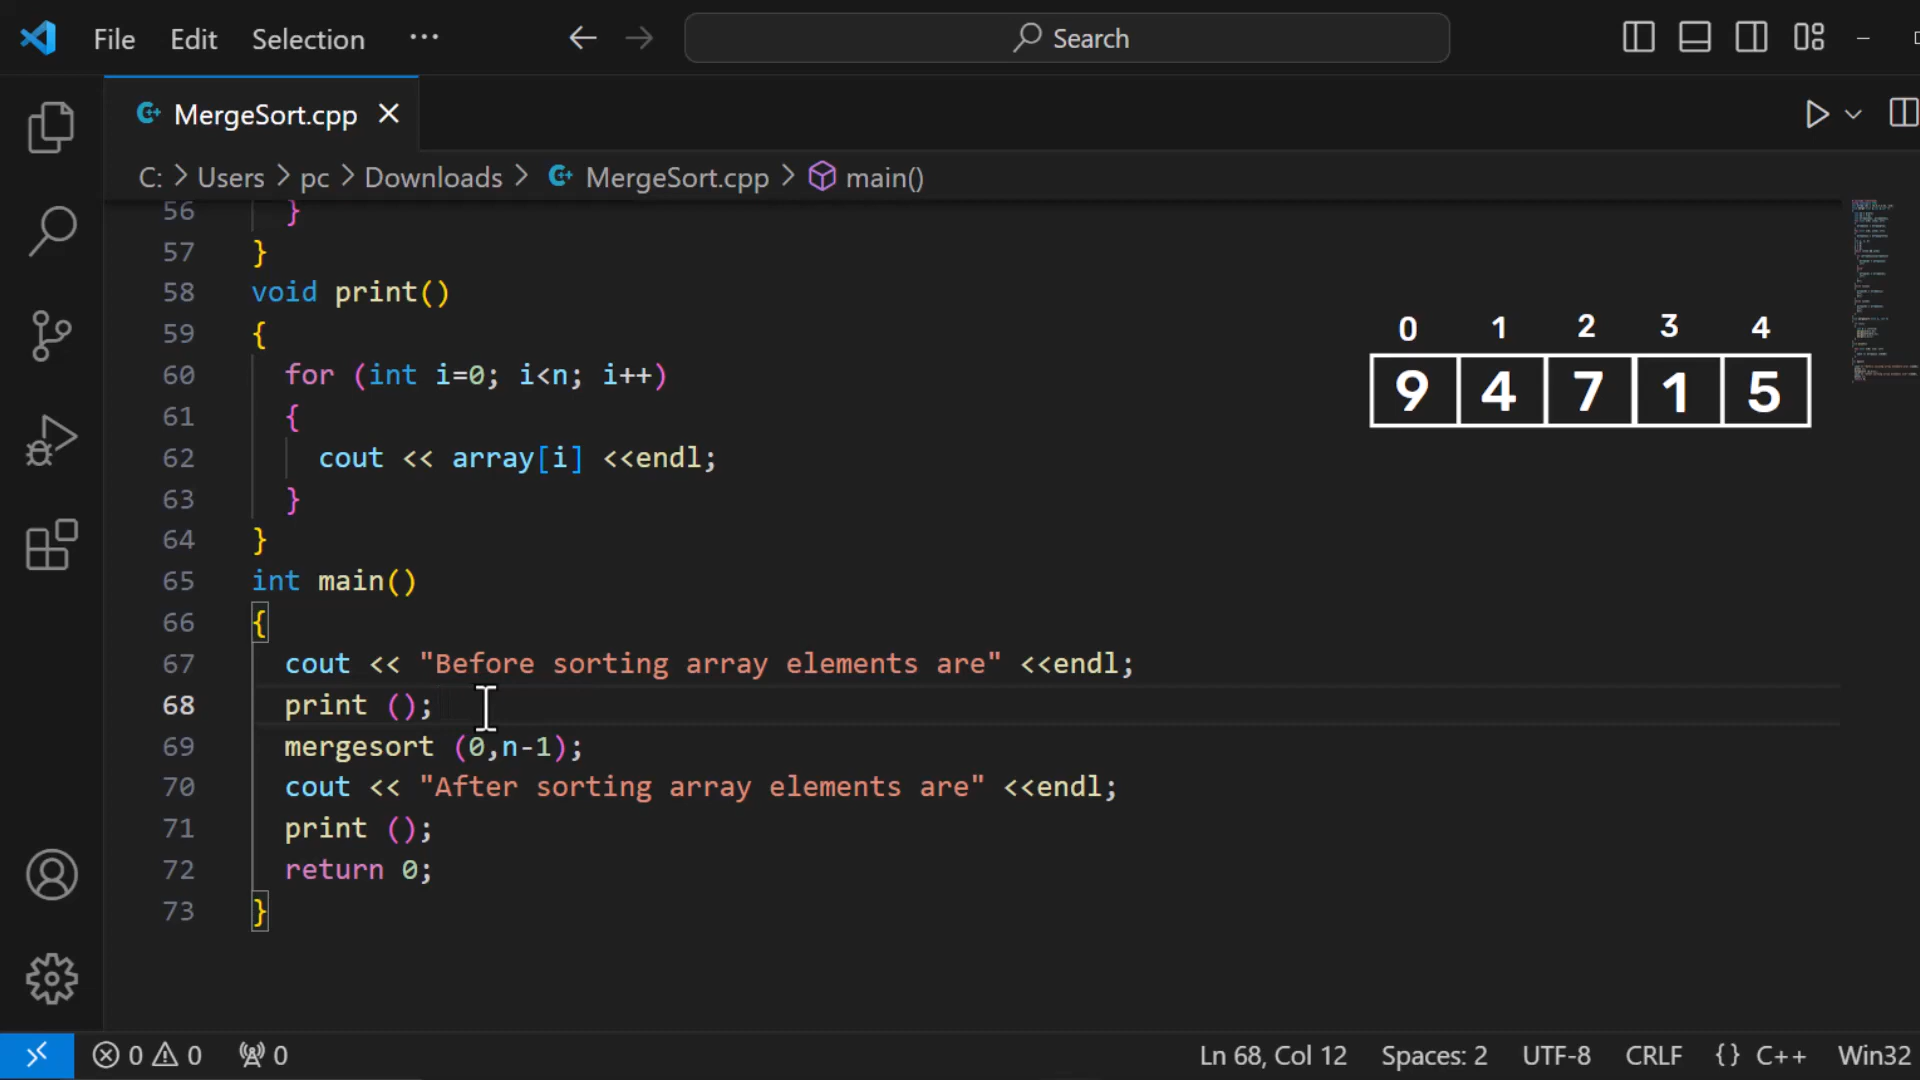 File Edit Selection ··· Search
MergeSort.cpp
C: > Users > pc > Downloads > MergeSort.cpp > main()
56 }
57 }
58 void print()
59 {
60 for (int i=0; i<n; i++)
61 {
62 cout << array[i] <<endl;
63 }
64 }
65 int main()
66 {
67 cout << "Before sorting array elements are" <<endl;
68 print ();
69 mergesort (0,n-1);
70 cout << "After sorting array elements are" <<endl;
71 print ();
72 return 0;
73 }
0 1 2 3 4
9 4 7 1 5
0 0 0 Ln 68, Col 12 Spaces: 2 UTF-8 CRLF {} C++ Win32